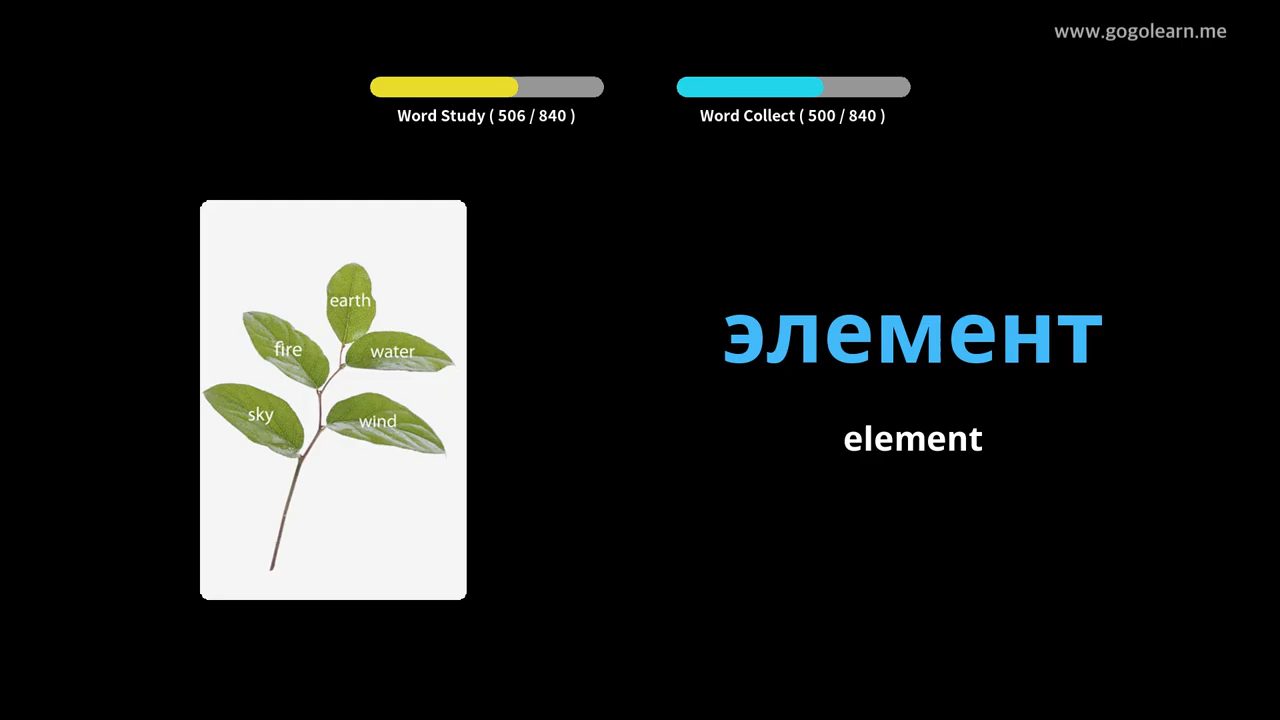 www.gogolearn.me
Word Study ( 506 / 840 )
Word Collect ( 500 / 840 )
earth
fire
water
sky
wind
элемент
element